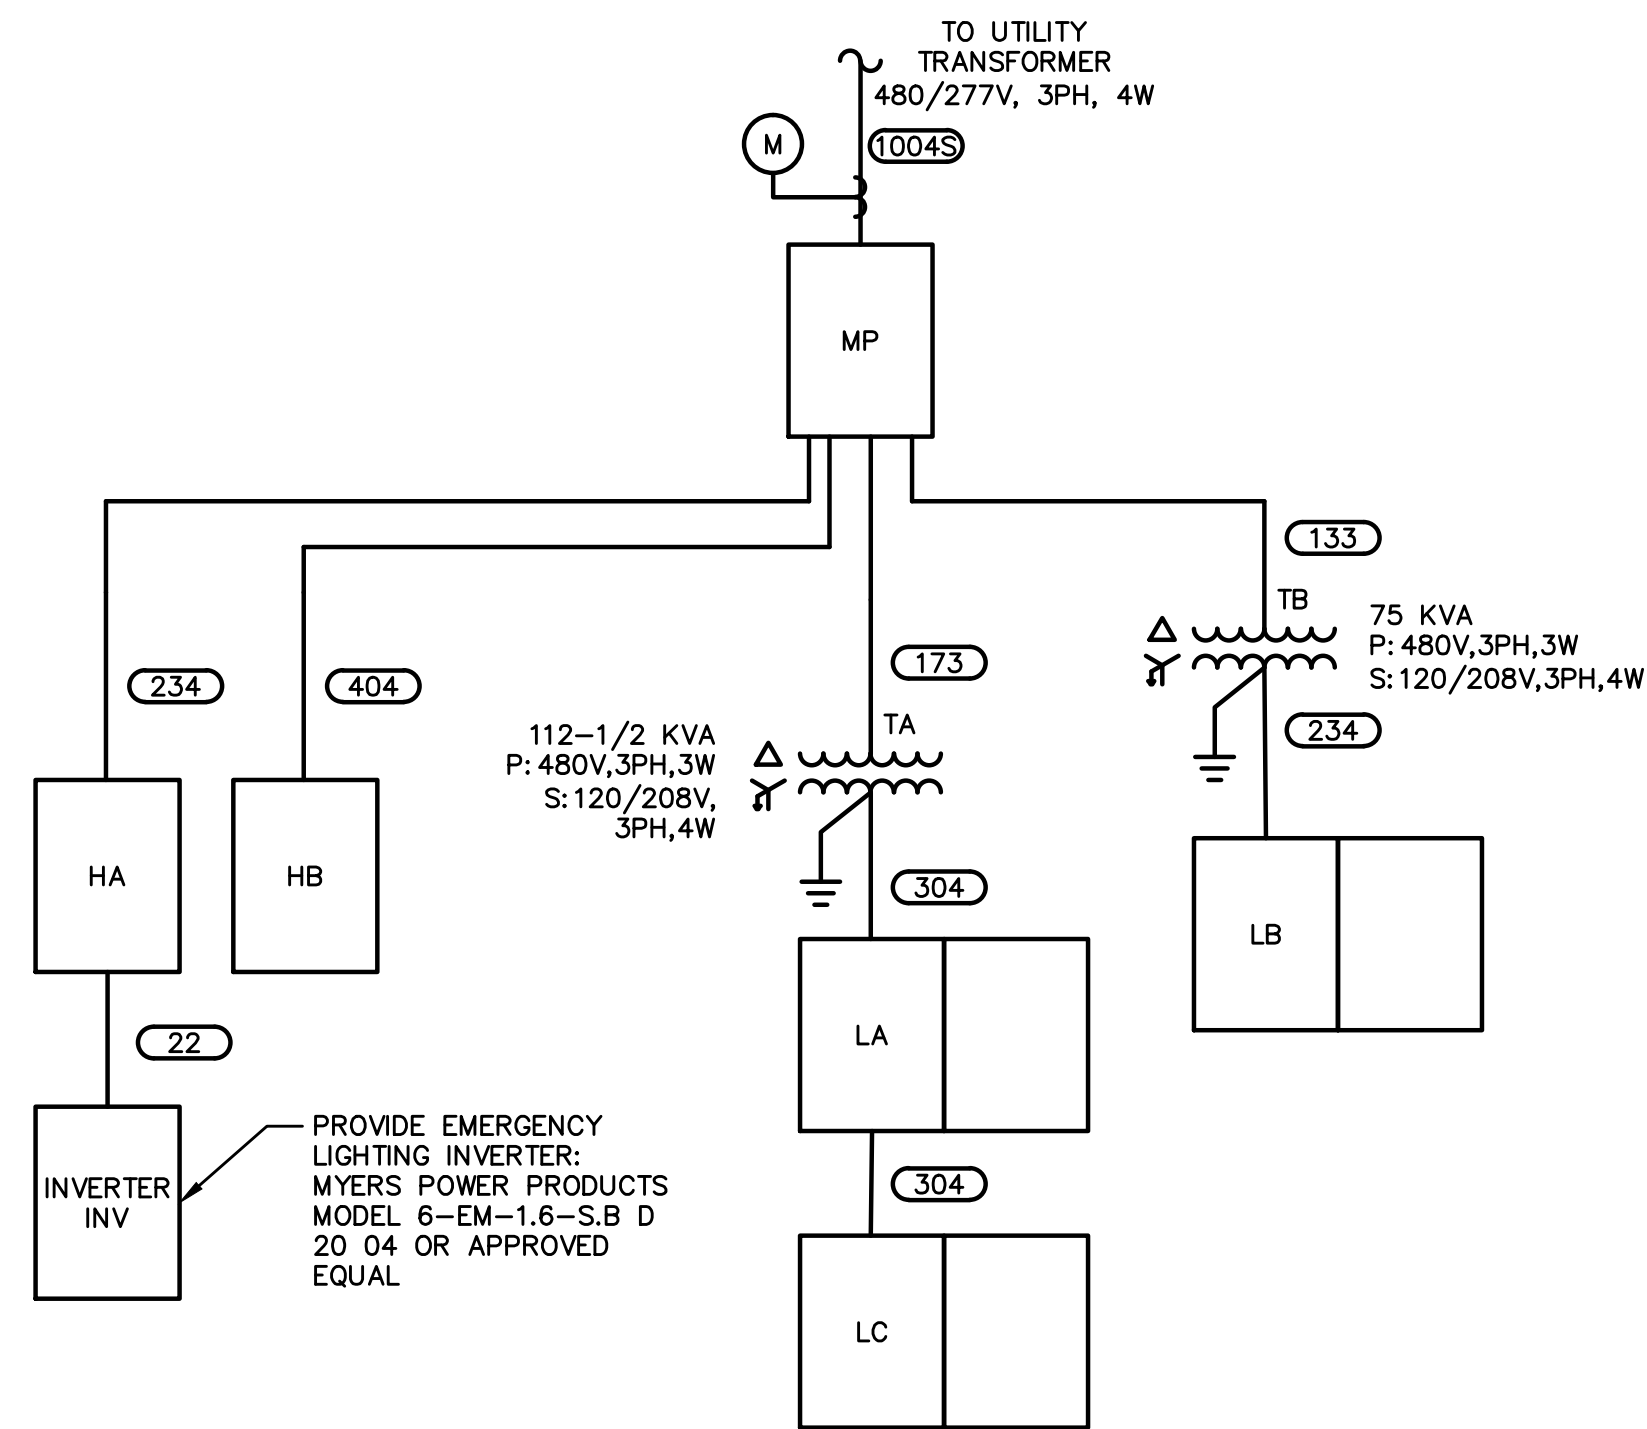 TO UTILITY
TRANSFORMER
480/277V, 3PH, 4W
M
1004S
MP
133
TB
75 KVA
P: 480V,3PH,3W
S: 120/208V,3PH,4W
234
234
404
173
TA
112-1/2 KVA
P: 480V,3PH,3W
S: 120/208V,
3PH,4W
304
HA
HB
LB
LA
22
304
INVERTER
INV
PROVIDE EMERGENCY
LIGHTING INVERTER:
MYERS POWER PRODUCTS
MODEL 6-EM-1.6-S.B D
20 04 OR APPROVED
EQUAL
LC